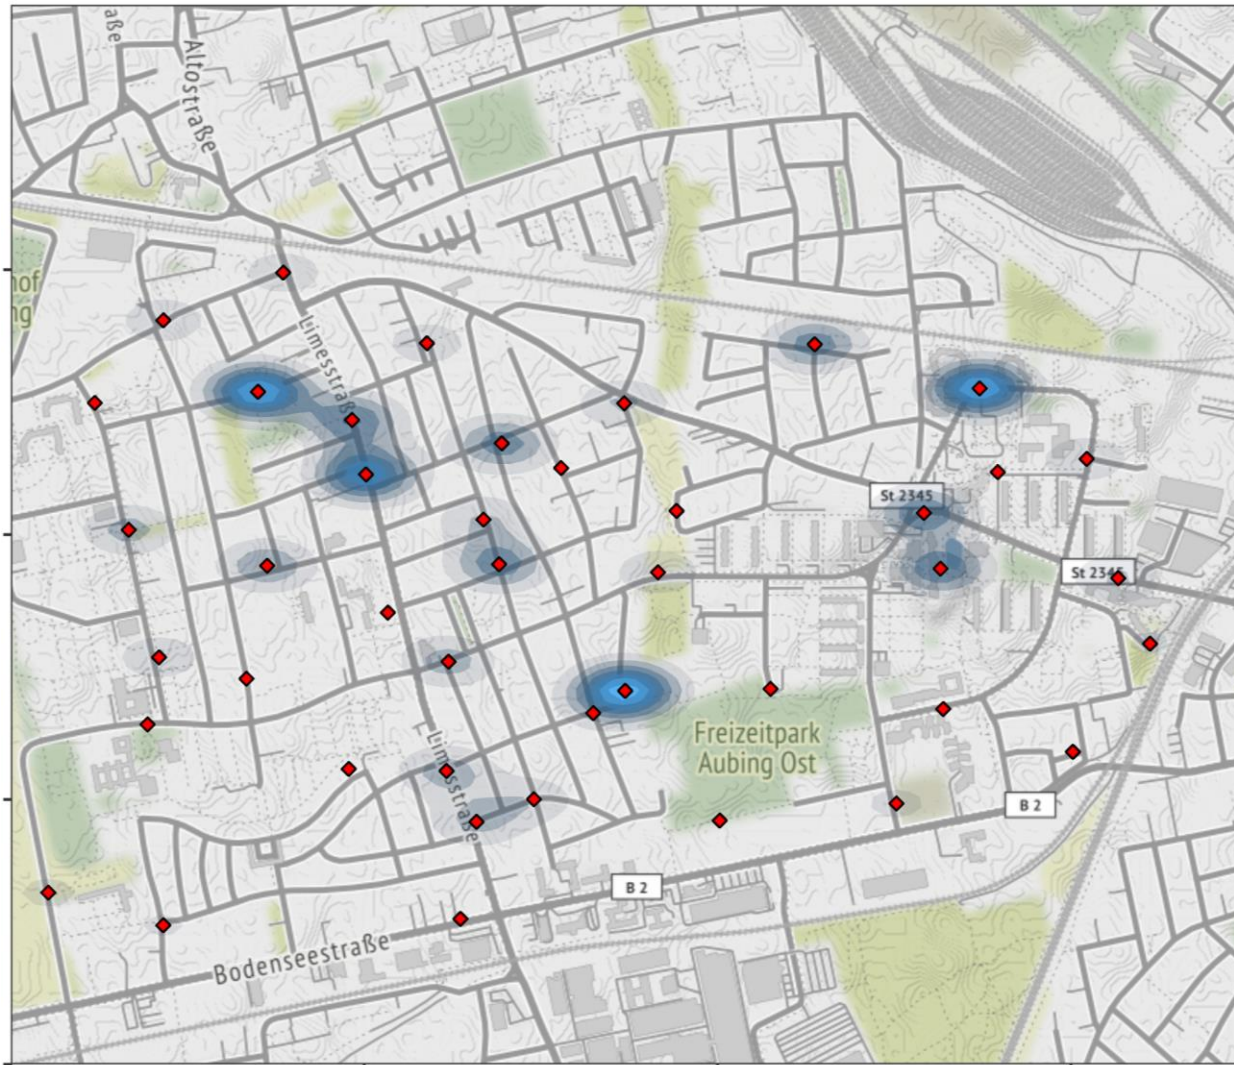 aße
Altostraße
hof
ng
Limesstraße
St 2345
St 2345
Freizeitpark
Aubing Ost
Limesstraße
B 2
B 2
Bodenseestraße